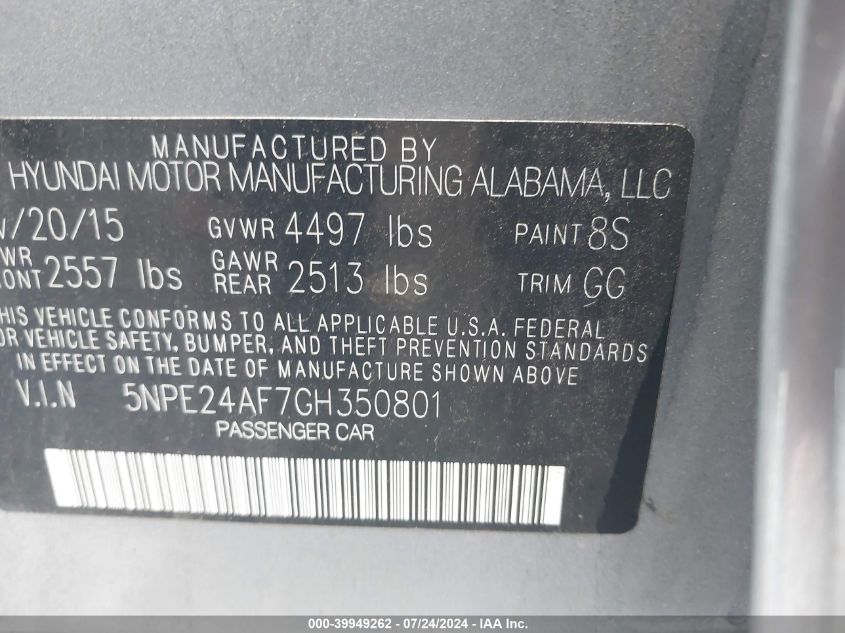 MANUFACTURED BY
HYUNDAI MOTOR MANUFACTURING ALABAMA, LLC
/20/15 GVWR 4497 lbs PAINT 8S
WR GAWR
ONT 2557 lbs REAR 2513 lbs TRIM GG
HIS VEHICLE CONFORMS TO ALL APPLICABLE U.S.A. FEDERAL
OR VEHICLE SAFETY, BUMPER, AND THEFT PREVENTION STANDARDS
IN EFFECT ON THE DATE OF MANUFACTURE SHOWN ABOVE
V.I.N 5NPE24AF7GH350801
PASSENGER CAR
000-39949262 - 07/24/2024 - IAA Inc.